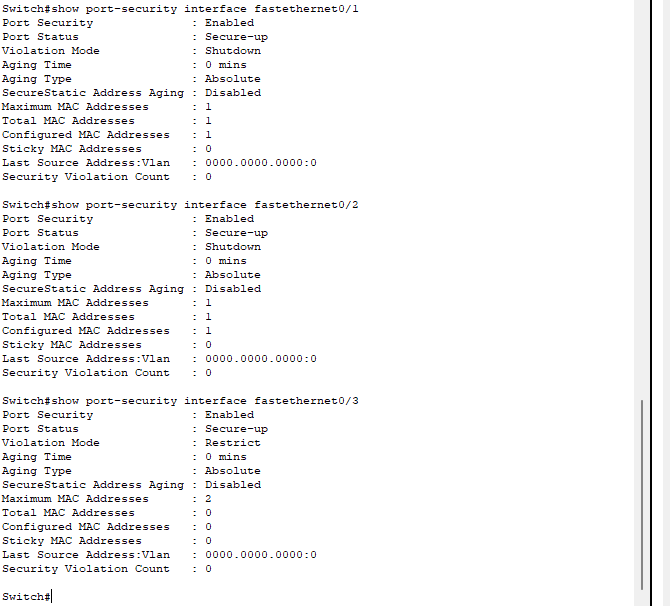 Switch#show port-security interface fastethernet0/1
Port Security              : Enabled
Port Status                : Secure-up
Violation Mode             : Shutdown
Aging Time                 : 0 mins
Aging Type                 : Absolute
SecureStatic Address Aging : Disabled
Maximum MAC Addresses      : 1
Total MAC Addresses        : 1
Configured MAC Addresses   : 1
Sticky MAC Addresses       : 0
Last Source Address:Vlan   : 0000.0000.0000:0
Security Violation Count   : 0

Switch#show port-security interface fastethernet0/2
Port Security              : Enabled
Port Status                : Secure-up
Violation Mode             : Shutdown
Aging Time                 : 0 mins
Aging Type                 : Absolute
SecureStatic Address Aging : Disabled
Maximum MAC Addresses      : 1
Total MAC Addresses        : 1
Configured MAC Addresses   : 1
Sticky MAC Addresses       : 0
Last Source Address:Vlan   : 0000.0000.0000:0
Security Violation Count   : 0

Switch#show port-security interface fastethernet0/3
Port Security              : Enabled
Port Status                : Secure-up
Violation Mode             : Restrict
Aging Time                 : 0 mins
Aging Type                 : Absolute
SecureStatic Address Aging : Disabled
Maximum MAC Addresses      : 2
Total MAC Addresses        : 0
Configured MAC Addresses   : 0
Sticky MAC Addresses       : 0
Last Source Address:Vlan   : 0000.0000.0000:0
Security Violation Count   : 0

Switch#